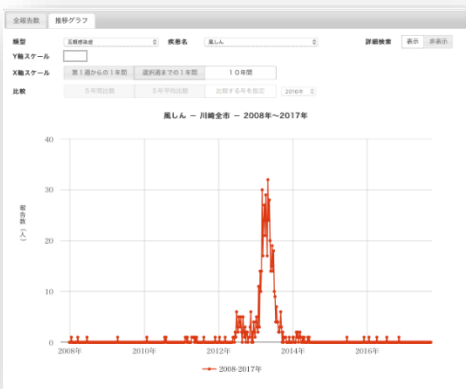 全報告数 推移グラフ
類型 五類感染症 疾患名 風しん 詳細検索 表示 非表示
Y軸スケール
X軸スケール 第1週からの1年間 選択週までの1年間 10年間
比較 5年間比較 5年平均比較 比較する年を指定 2016年
風しん − 川崎全市 − 2008年〜2017年
報告数(人)
40
30
20
10
0
2008年 2010年 2012年 2014年 2016年
2008-2017年